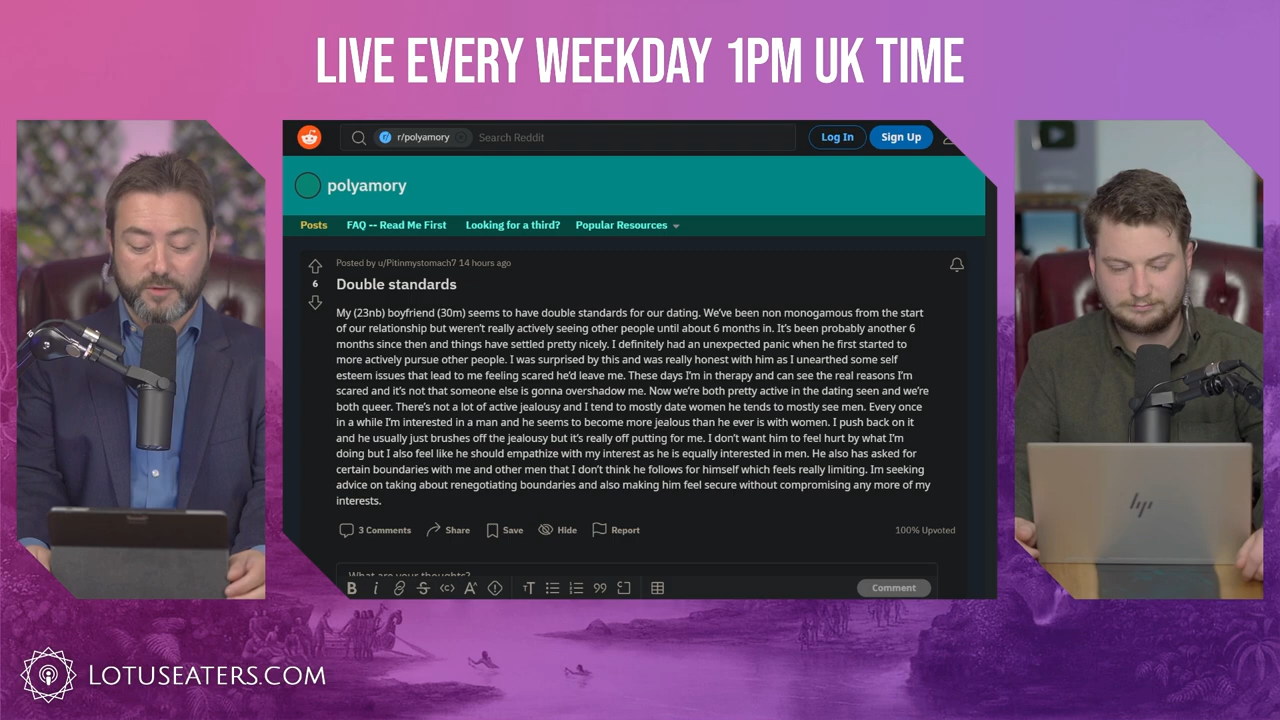 LIVE EVERY WEEKDAY 1PM UK TIME
r/polyamory
Search Reddit
Log In
Sign Up
polyamory
Posts
FAQ -- Read Me First
Looking for a third?
Popular Resources
Posted by u/Pitinmystomach7 14 hours ago
6
Double standards
My (23nb) boyfriend (30m) seems to have double standards for our dating. We've been non monogamous from the start
of our relationship but weren't really actively seeing other people until about 6 months in. It's been probably another 6
months since then and things have settled pretty nicely. I definitely had an unexpected panic when he first started to
more actively pursue other people. I was surprised by this and was really honest with him as I unearthed some self
esteem issues that lead to me feeling scared he'd leave me. These days I'm in therapy and can see the real reasons I'm
scared and it's not that someone else is gonna overshadow me. Now we're both pretty active in the dating seen and we're
both queer. There's not a lot of active jealousy and I tend to mostly date women he tends to mostly see men. Every once
in a while I'm interested in a man and he seems to become more jealous than he ever is with women. I push back on it
and he usually just brushes off the jealousy but it's really off putting for me. I don't want him to feel hurt by what I'm
doing but I also feel like he should empathize with my interest as he is equally interested in men. He also has asked for
certain boundaries with me and other men that I don't think he follows for himself which feels really limiting. Im seeking
advice on taking about renegotiating boundaries and also making him feel secure without compromising any more of my
interests.
3 Comments
Share
Save
Hide
Report
100% Upvoted
What are your thoughts?
Comment
hp
LOTUSEATERS.COM